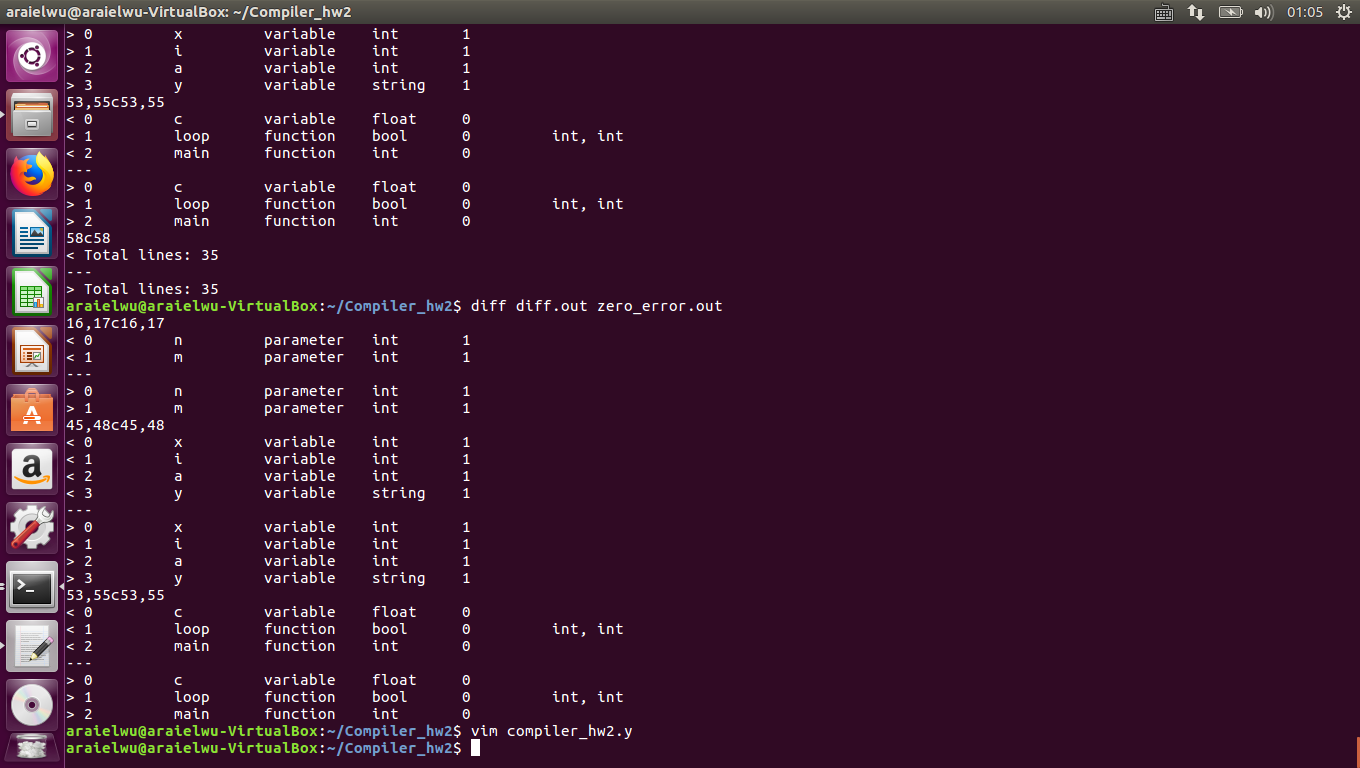 araielwu@araielwu-VirtualBox: ~/Compiler_hw2
01:05
> 0         x         variable    int       1
> 1         i         variable    int       1
> 2         a         variable    int       1
> 3         y         variable    string    1
53,55c53,55
< 0         c         variable    float     0
< 1         loop      function    bool      0         int, int
< 2         main      function    int       0
---
> 0         c         variable    float     0
> 1         loop      function    bool      0         int, int
> 2         main      function    int       0
58c58
< Total lines: 35
---
> Total lines: 35
araielwu@araielwu-VirtualBox:~/Compiler_hw2$ diff diff.out zero_error.out
16,17c16,17
< 0         n         parameter   int       1
< 1         m         parameter   int       1
---
> 0         n         parameter   int       1
> 1         m         parameter   int       1
45,48c45,48
< 0         x         variable    int       1
< 1         i         variable    int       1
< 2         a         variable    int       1
< 3         y         variable    string    1
---
> 0         x         variable    int       1
> 1         i         variable    int       1
> 2         a         variable    int       1
> 3         y         variable    string    1
53,55c53,55
< 0         c         variable    float     0
< 1         loop      function    bool      0         int, int
< 2         main      function    int       0
---
> 0         c         variable    float     0
> 1         loop      function    bool      0         int, int
> 2         main      function    int       0
araielwu@araielwu-VirtualBox:~/Compiler_hw2$ vim compiler_hw2.y
araielwu@araielwu-VirtualBox:~/Compiler_hw2$